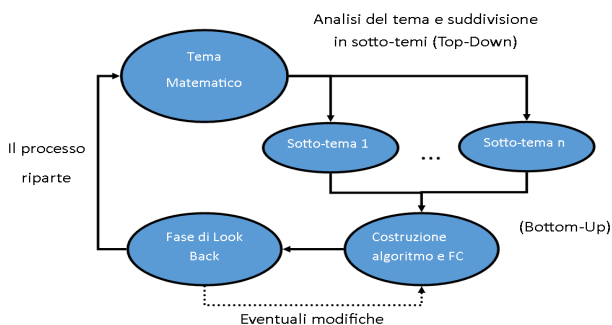 Analisi del tema e suddivisione
in sotto-temi (Top-Down)
Tema
Matematico
Sotto-tema 1
...
Sotto-tema n
Il processo
riparte
(Bottom-Up)
Fase di Look
Back
Costruzione
algoritmo e FC
Eventuali modifiche